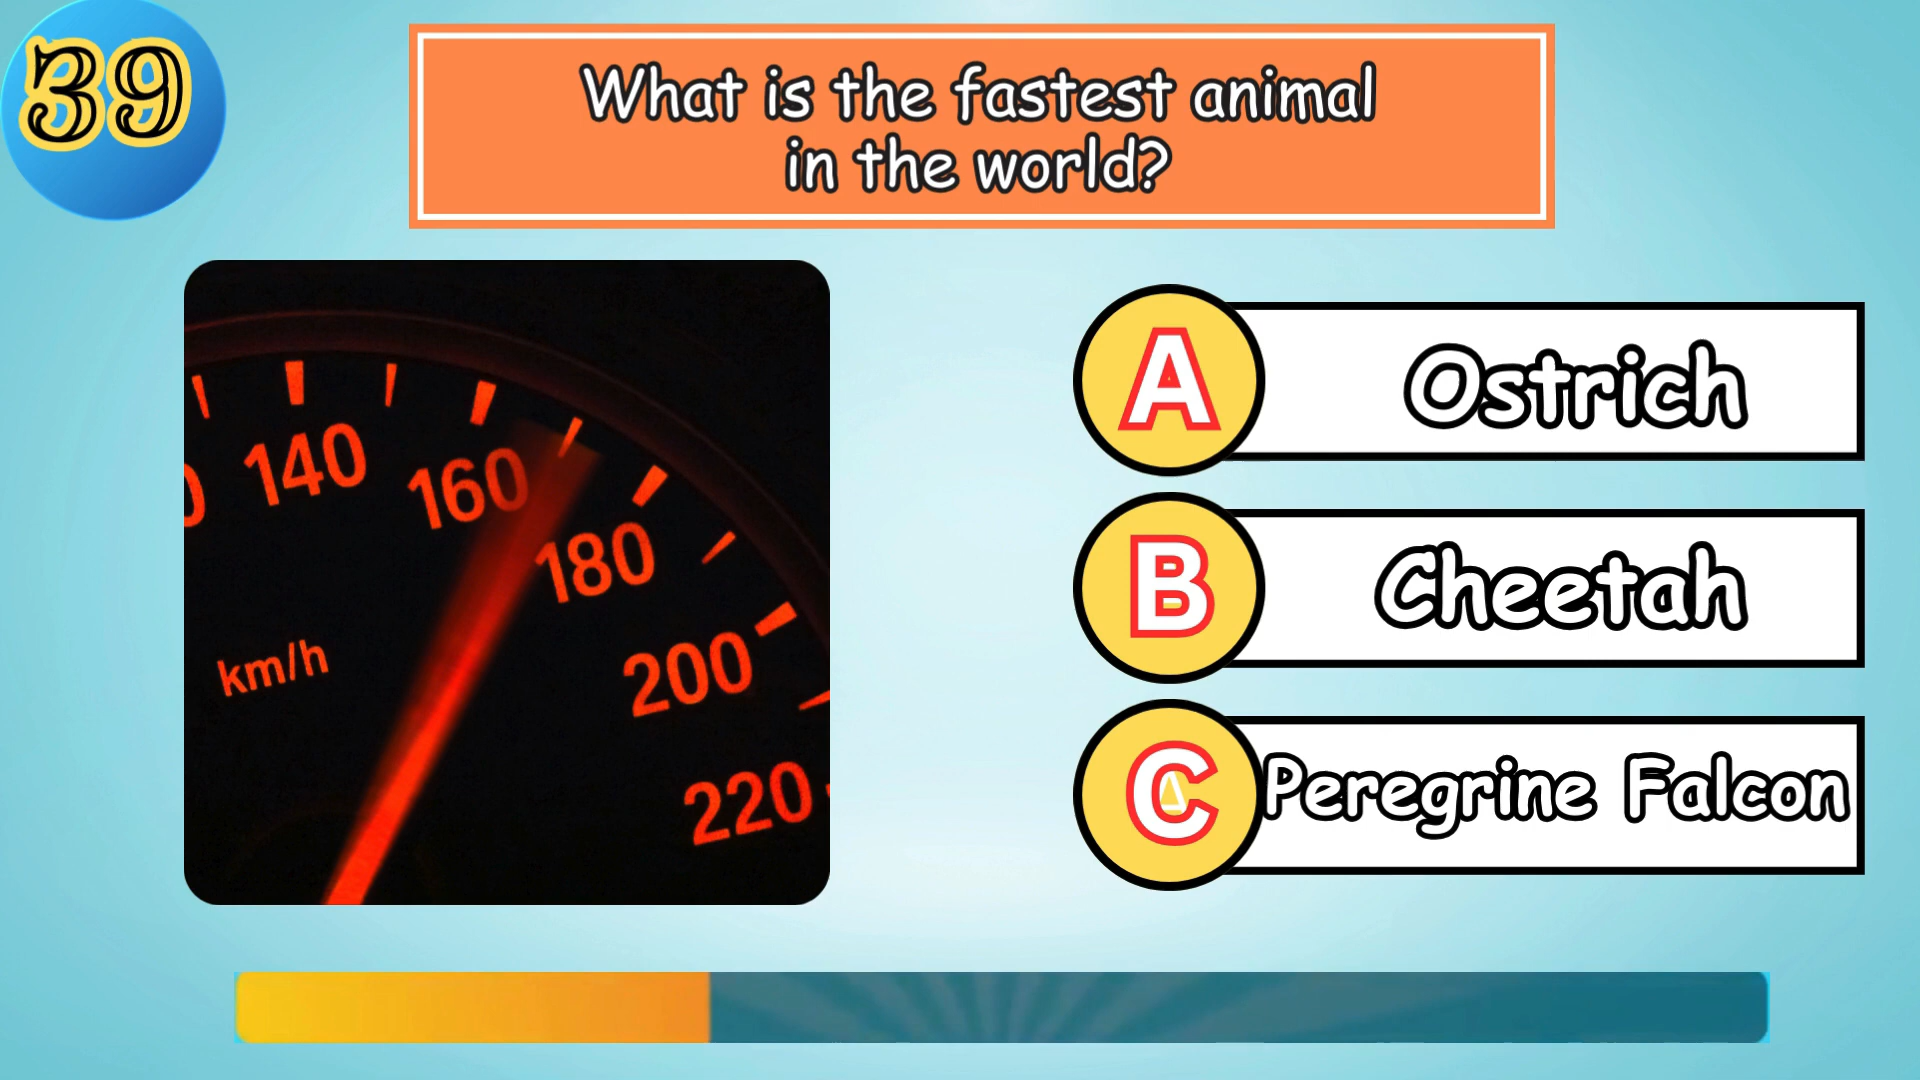 39
What is the fastest animal
in the world?
140
160
180
200
220
km/h
A
Ostrich
B
Cheetah
C
Peregrine Falcon